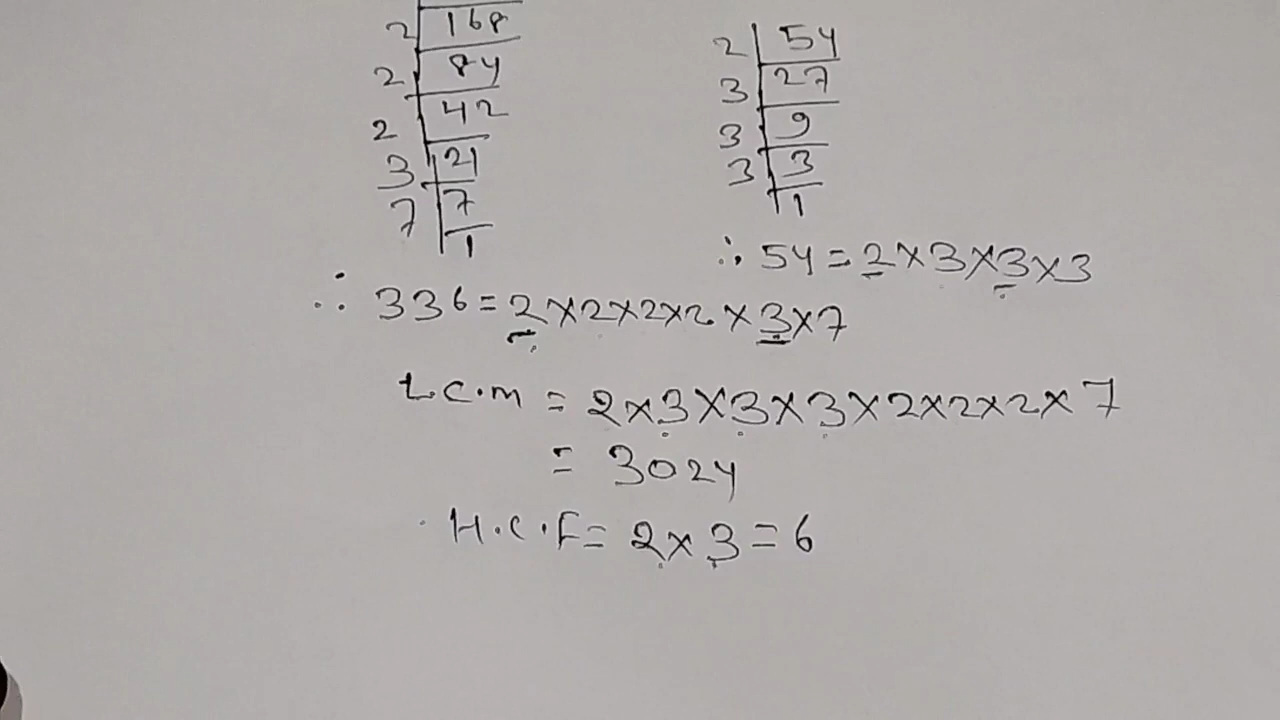 2 | 168
2 | 84
2 | 42
3 | 21
7 | 7
1
2 | 54
3 | 27
3 | 9
3 | 3
1
∴ 54 = 2×3×3×3
∴ 336 = 2×2×2×2×3×7
L.C.M = 2×3×3×3×2×2×2×7
= 3024
H.C.F = 2×3 = 6